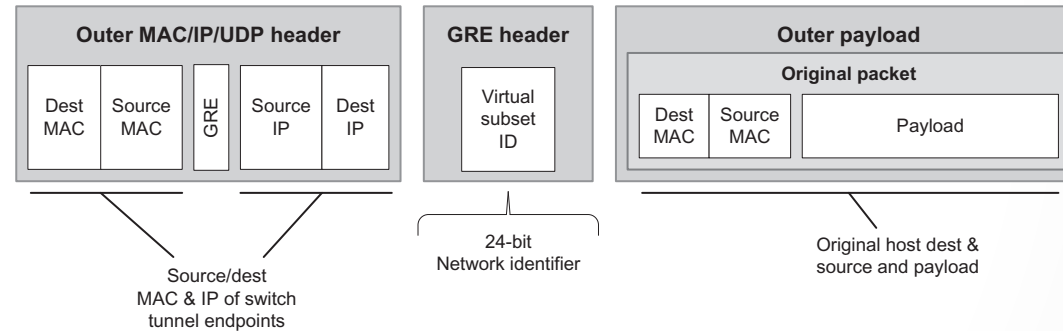 Outer MAC/IP/UDP header
Dest
MAC
Source
MAC
GRE
Source
IP
Dest
IP
Source/dest
MAC & IP of switch
tunnel endpoints
GRE header
Virtual
subset
ID
24-bit
Network identifier
Outer payload
Original packet
Dest
MAC
Source
MAC
Payload
Original host dest &
source and payload